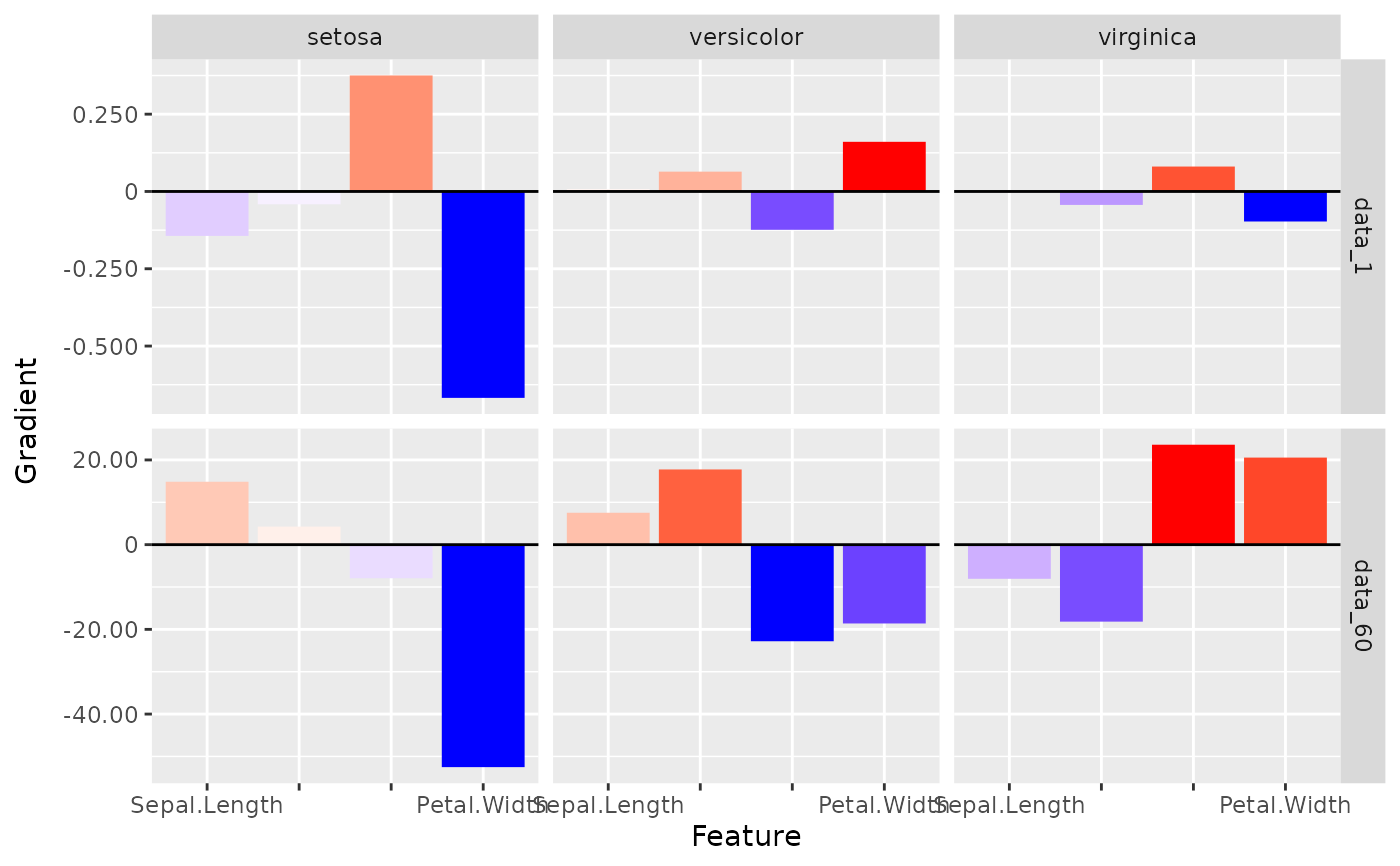 setosa versicolor virginica
0.250
0
-0.250
-0.500
data_1
20.00
0
-20.00
-40.00
data_60
Gradient
Sepal.Length Petal.Width Sepal.Length Petal.Width Sepal.Length Petal.Width
Feature